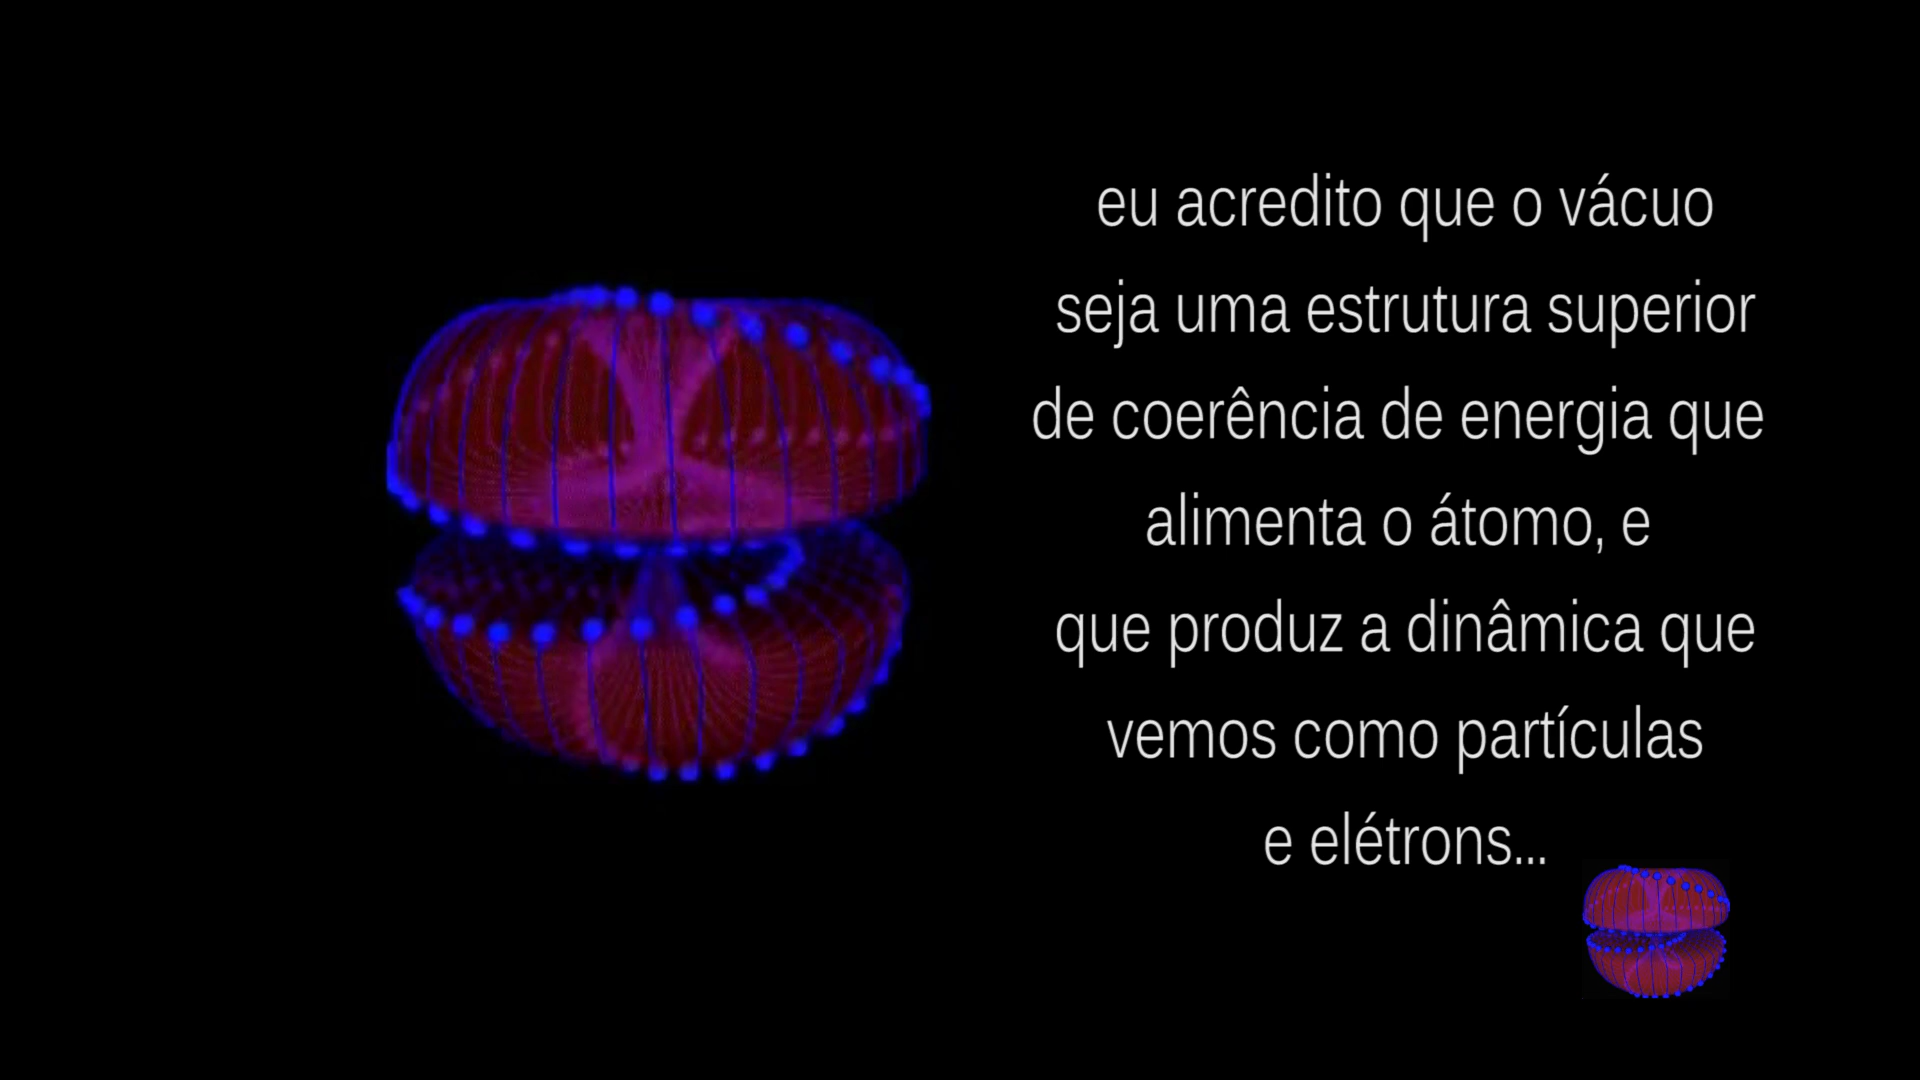 eu acredito que o vácuo
seja uma estrutura superior
de coerência de energia que
alimenta o átomo, e
que produz a dinâmica que
vemos como partículas
e elétrons...